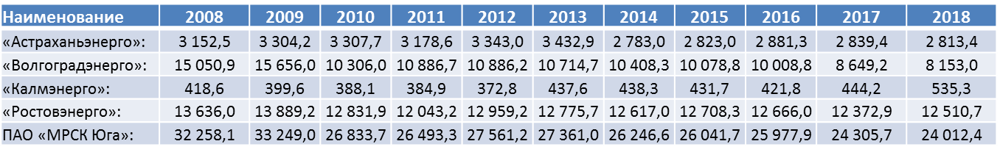 Наименование 2008 2009 2010 2011 2012 2013 2014 2015 2016 2017 2018
«Астраханьэнерго»: 3 152,5 3 304,2 3 307,7 3 178,6 3 343,0 3 432,9 2 783,0 2 823,0 2 881,3 2 839,4 2 813,4
«Волгоградэнерго»: 15 050,9 15 656,0 10 306,0 10 886,7 10 886,2 10 714,7 10 408,3 10 078,8 10 008,8 8 649,2 8 153,0
«Калмэнерго»: 418,6 399,6 388,1 384,9 372,8 437,6 438,3 431,7 421,8 444,2 535,3
«Ростовэнерго»: 13 636,0 13 889,2 12 831,9 12 043,2 12 959,2 12 775,7 12 617,0 12 708,3 12 666,0 12 372,9 12 510,7
ПАО «МРСК Юга»: 32 258,1 33 249,0 26 833,7 26 493,3 27 561,2 27 361,0 26 246,6 26 041,7 25 977,9 24 305,7 24 012,4